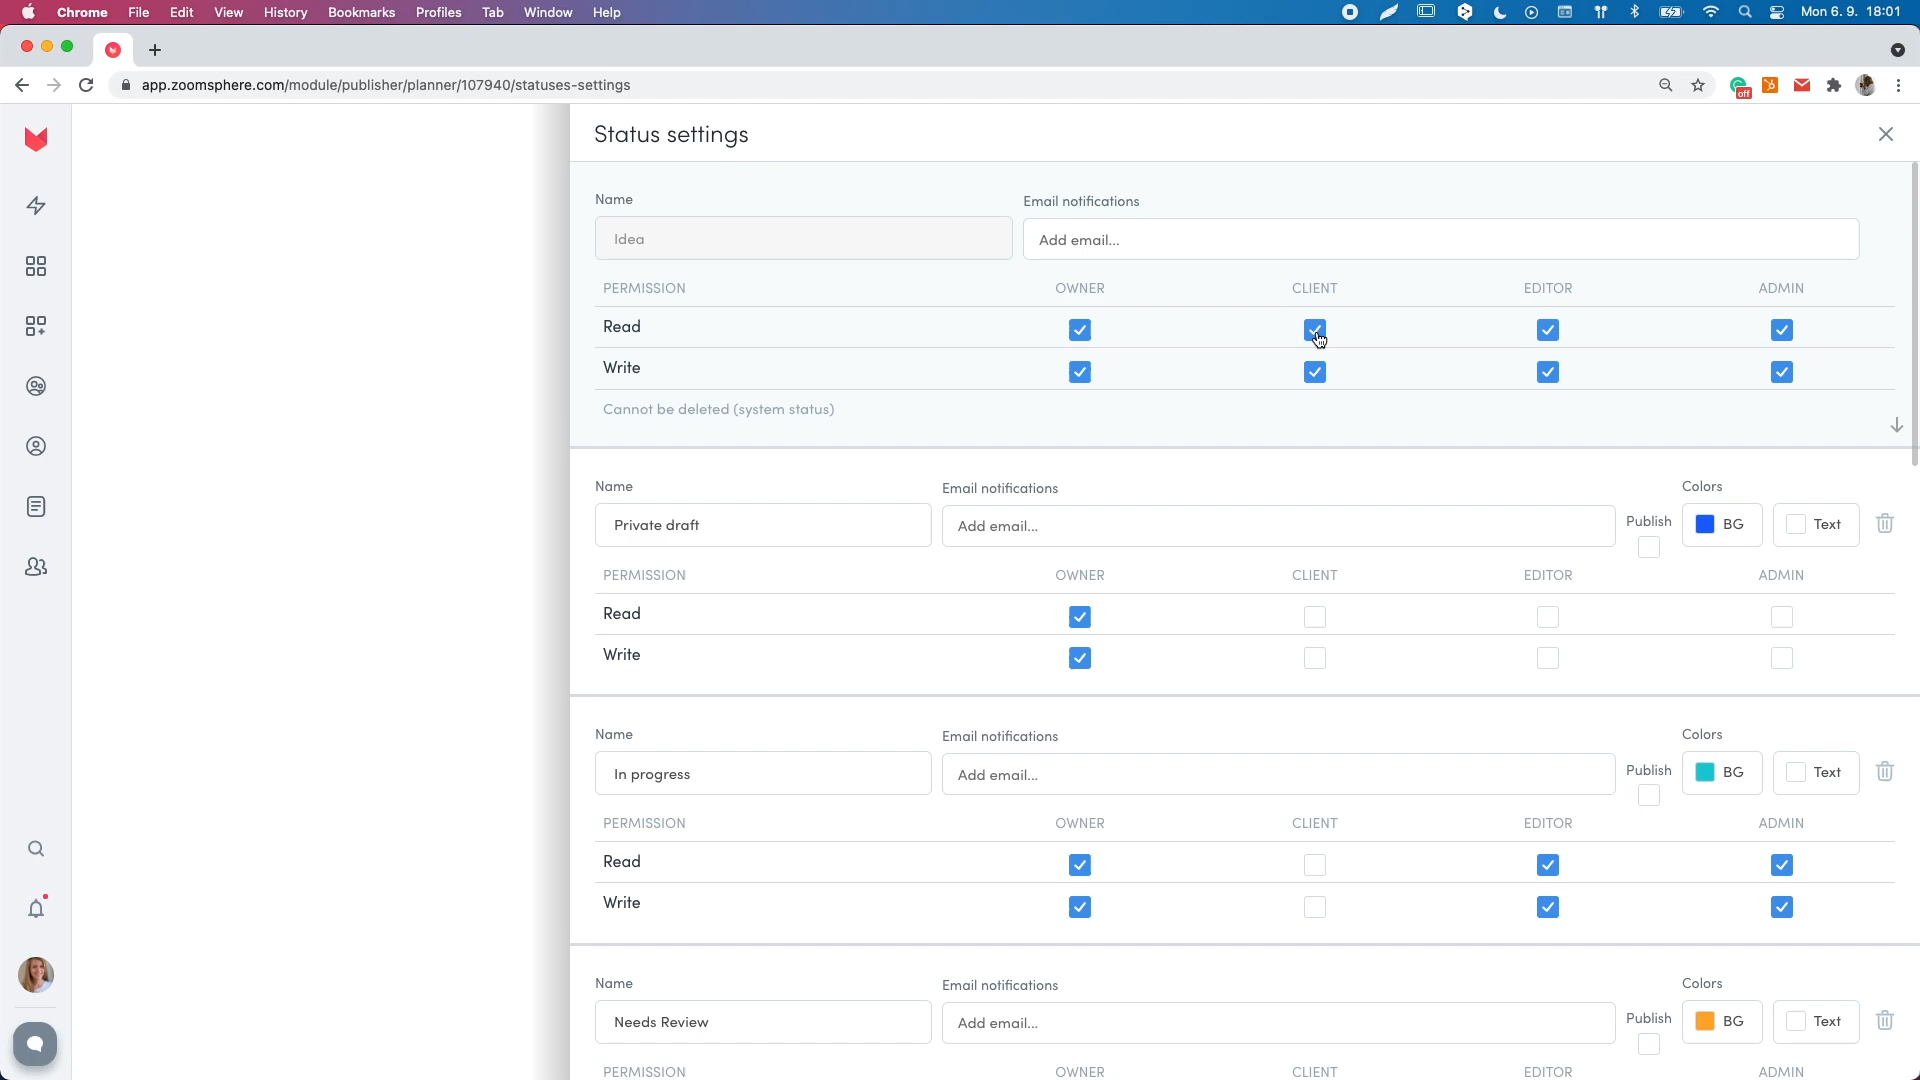 Chrome File Edit View History Bookmarks Profiles Tab Window Help Mon 6. 9. 18:01
app.zoomsphere.com/module/publisher/planner/107940/statuses-settings
off
Status settings
Name Email notifications
Idea Add email...
PERMISSION OWNER CLIENT EDITOR ADMIN
Read
Write
Cannot be deleted (system status)
Name Email notifications Colors
Private draft Add email... Publish BG Text
PERMISSION OWNER CLIENT EDITOR ADMIN
Read
Write
Name Email notifications Colors
In progress Add email... Publish BG Text
PERMISSION OWNER CLIENT EDITOR ADMIN
Read
Write
Name Email notifications Colors
Needs Review Add email... Publish BG Text
PERMISSION OWNER CLIENT EDITOR ADMIN